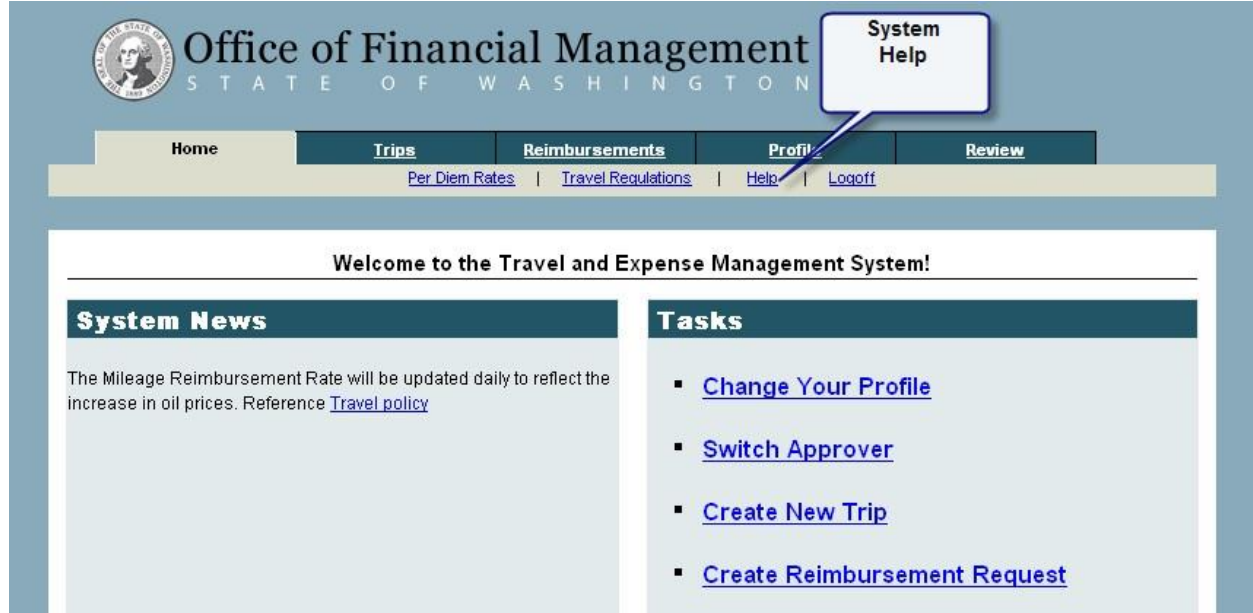 Office of Financial Management
STATE OF WASHINGTON
System
Help
Home Trips Reimbursements Profile Review
Per Diem Rates | Travel Regulations | Help | Logoff
Welcome to the Travel and Expense Management System!
System News
The Mileage Reimbursement Rate will be updated daily to reflect the
increase in oil prices. Reference Travel policy
Tasks
Change Your Profile
Switch Approver
Create New Trip
Create Reimbursement Request